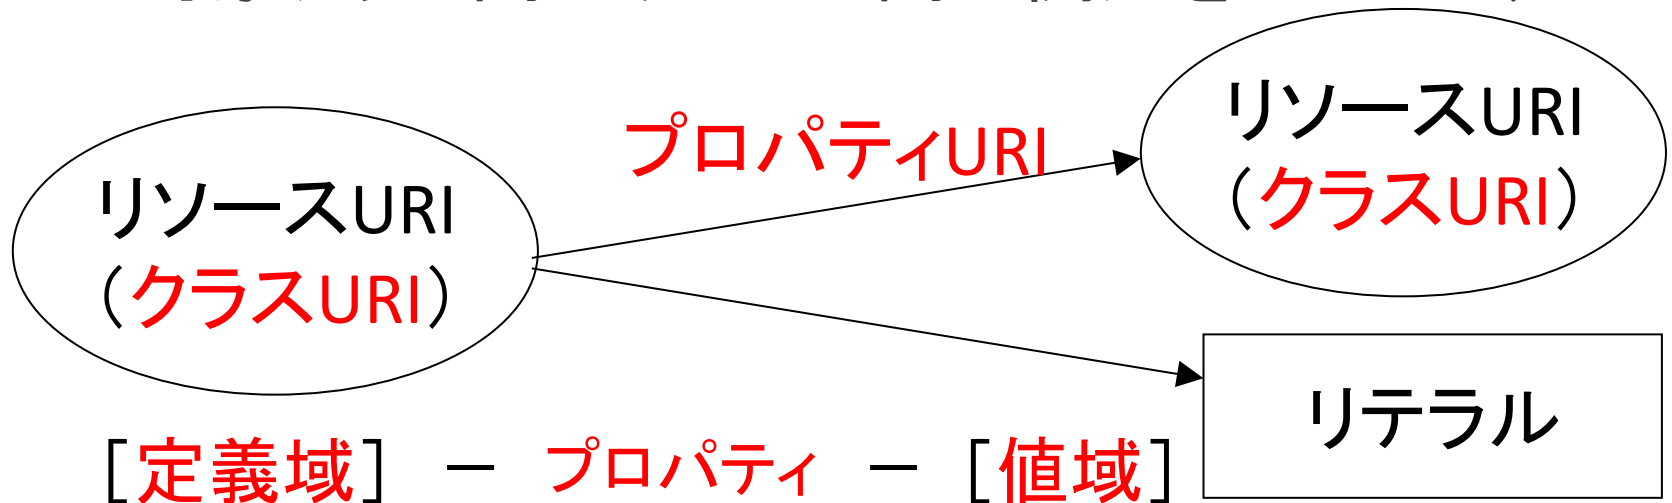 プロパティURI
リソースURI
（クラスURI）
リソースURI
（クラスURI）
リテラル
［定義域］ － プロパティ － ［値域］